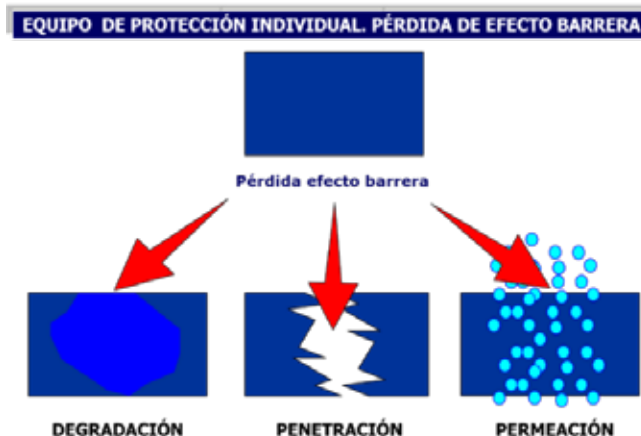 EQUIPO DE PROTECCIÓN INDIVIDUAL. PÉRDIDA DE EFECTO BARRERA
Pérdida efecto barrera
DEGRADACIÓN PENETRACIÓN PERMEACIÓN